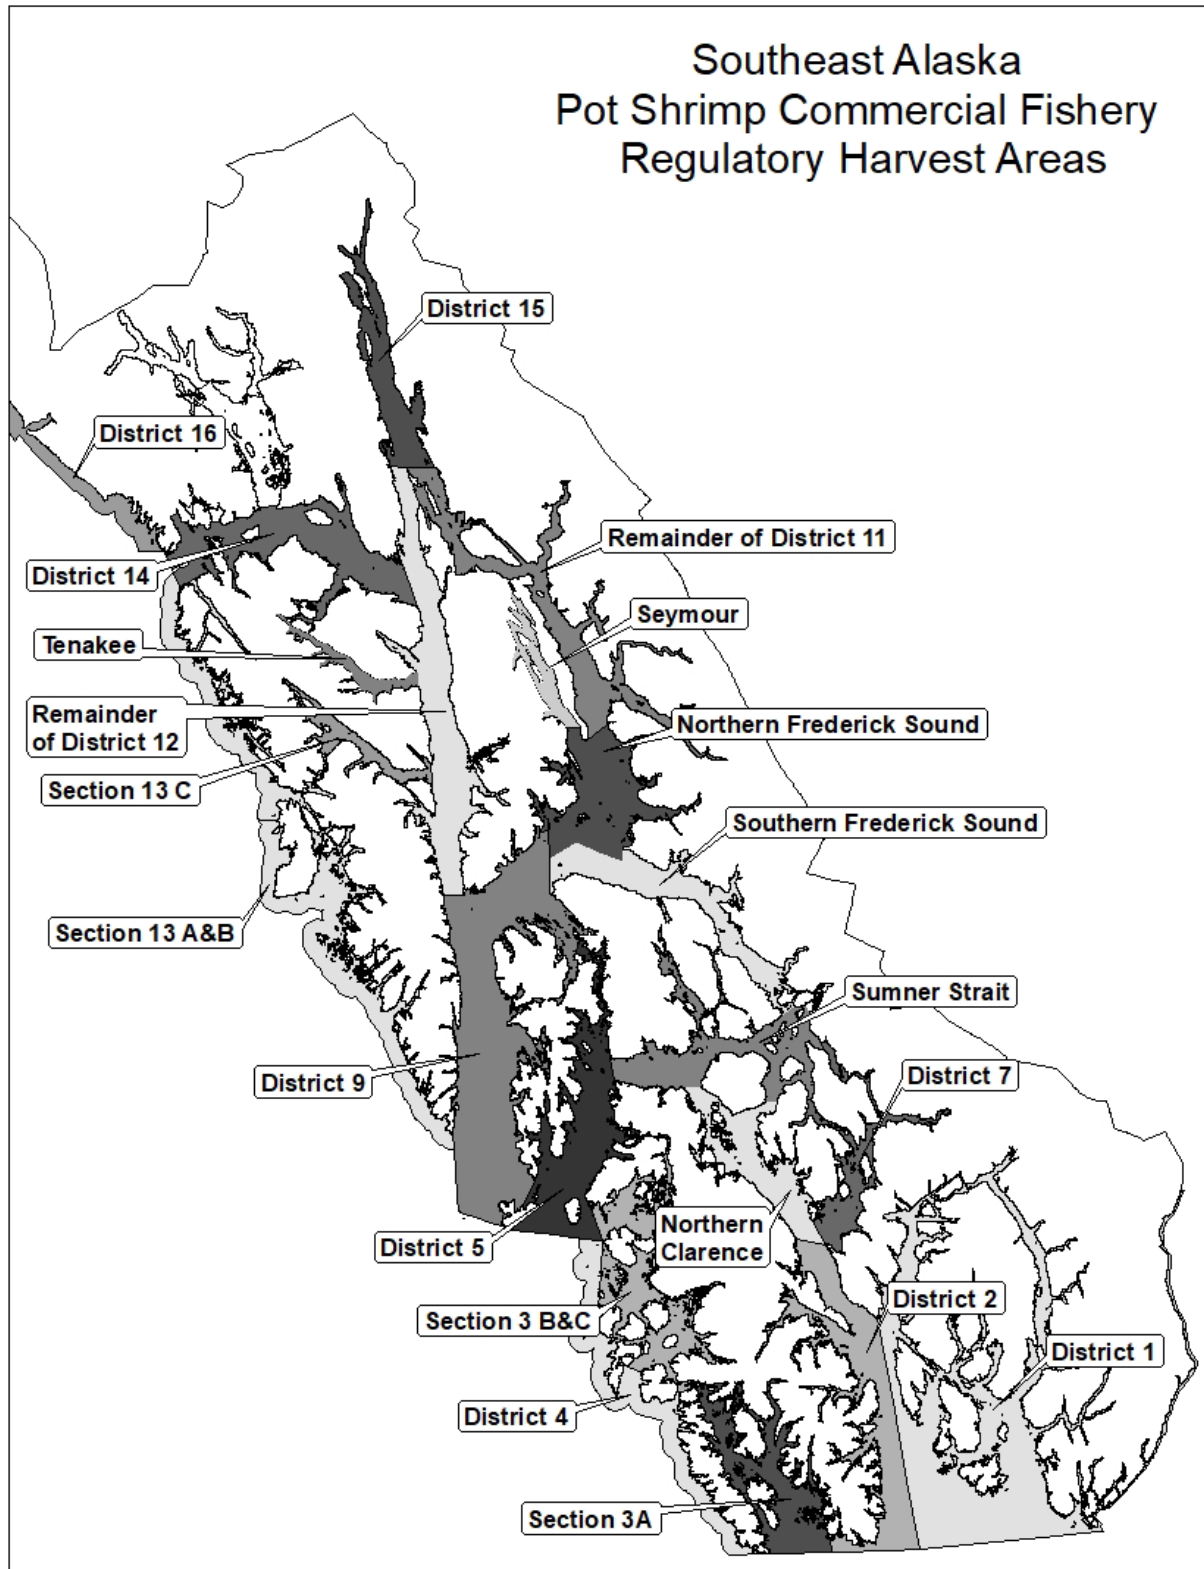 Southeast Alaska
Pot Shrimp Commercial Fishery
Regulatory Harvest Areas
District 15
District 16
Remainder of District 11
District 14
Seymour
Tenakee
Remainder
of District 12
Northern Frederick Sound
Section 13 C
Southern Frederick Sound
Section 13 A&B
Sumner Strait
District 9
District 7
Northern
Clarence
District 5
District 2
Section 3 B&C
District 1
District 4
Section 3A